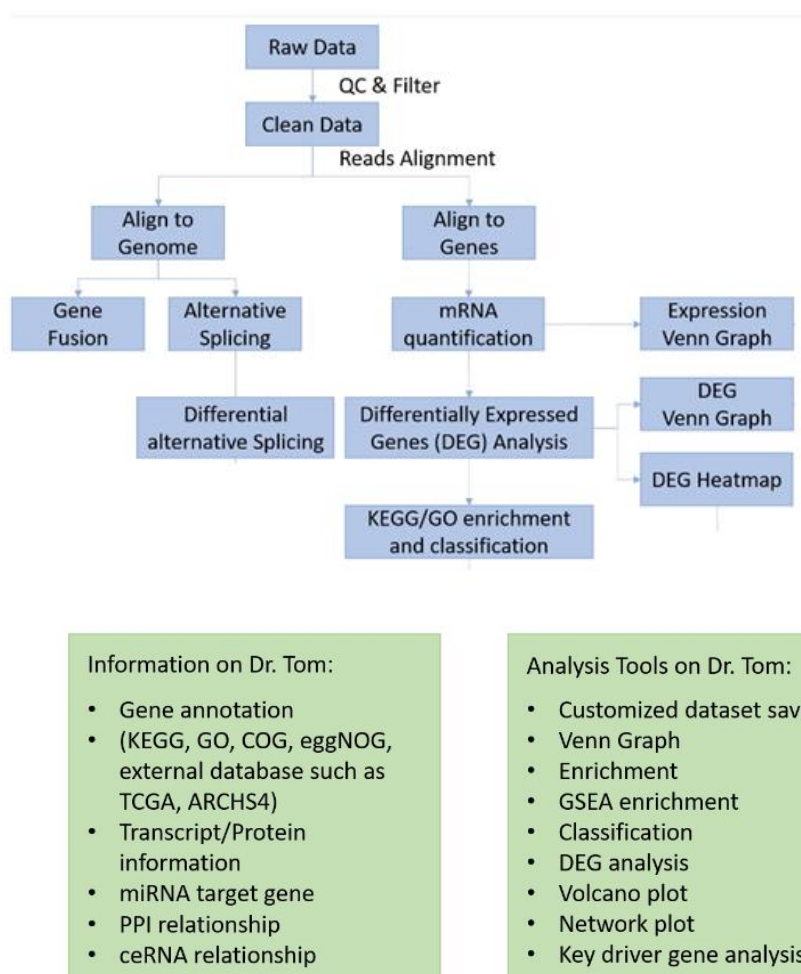 Raw Data
QC & Filter
Clean Data
Reads Alignment
Align to
Genome
Align to
Genes
Gene
Fusion
Alternative
Splicing
mRNA
quantification
Expression
Venn Graph
Differential
alternative Splicing
Differentially Expressed
Genes (DEG) Analysis
DEG
Venn Graph
DEG Heatmap
KEGG/GO enrichment
and classification
Information on Dr. Tom:
• Gene annotation
• (KEGG, GO, COG, eggNOG,
external database such as
TCGA, ARCHS4)
• Transcript/Protein
information
• miRNA target gene
• PPI relationship
• ceRNA relationship
Analysis Tools on Dr. Tom:
• Customized dataset sav
• Venn Graph
• Enrichment
• GSEA enrichment
• Classification
• DEG analysis
• Volcano plot
• Network plot
• Key driver gene analysis